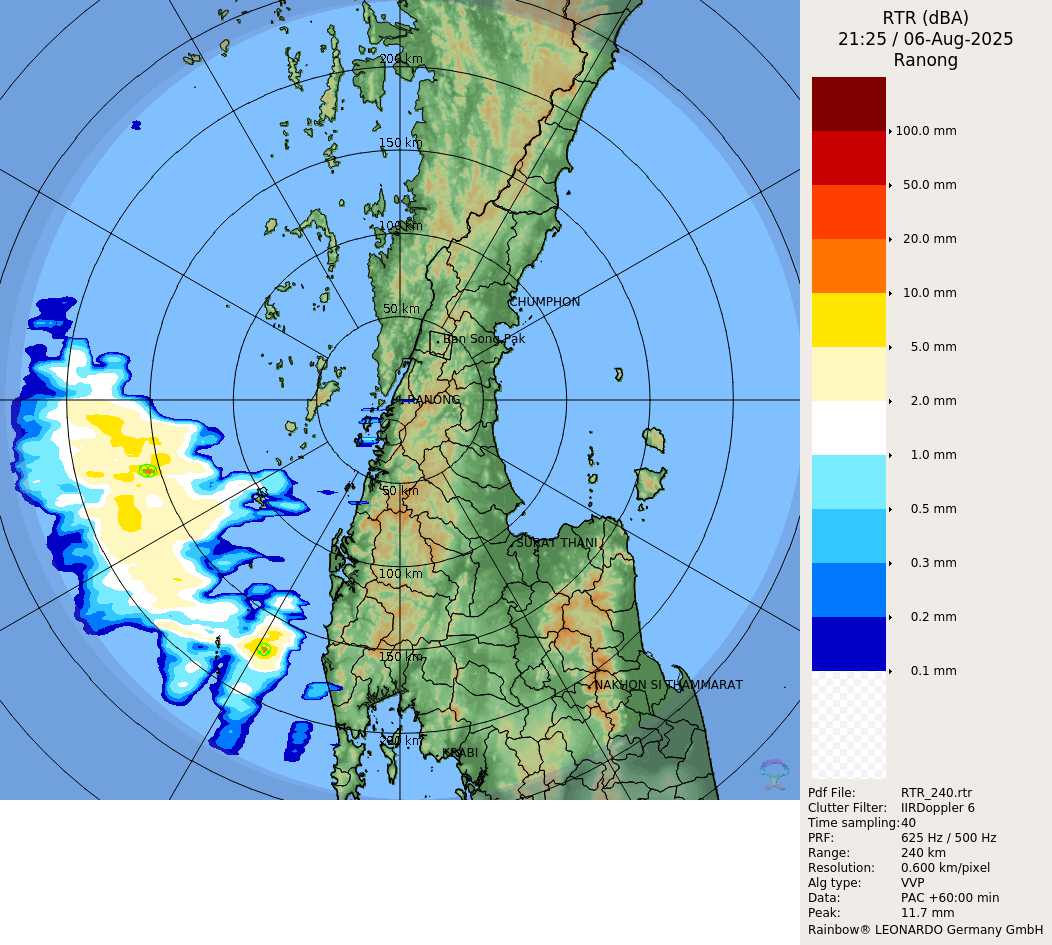 RTR (dBA)
21:25 / 06-Aug-2025
Ranong
200 km
150 km
100 km
50 km
CHUMPHON
Ban Song Pak
RANONG
50 km
SURAT THANI
100 km
150 km
NAKHON SI THAMMARAT
200 km
KRABI
100.0 mm
50.0 mm
20.0 mm
10.0 mm
5.0 mm
2.0 mm
1.0 mm
0.5 mm
0.3 mm
0.2 mm
0.1 mm
Pdf File: RTR_240.rtr
Clutter Filter: IIRDoppler 6
Time sampling:40
PRF: 625 Hz / 500 Hz
Range: 240 km
Resolution: 0.600 km/pixel
Alg type: VVP
Data: PAC +60:00 min
Peak: 11.7 mm
Rainbow® LEONARDO Germany GmbH